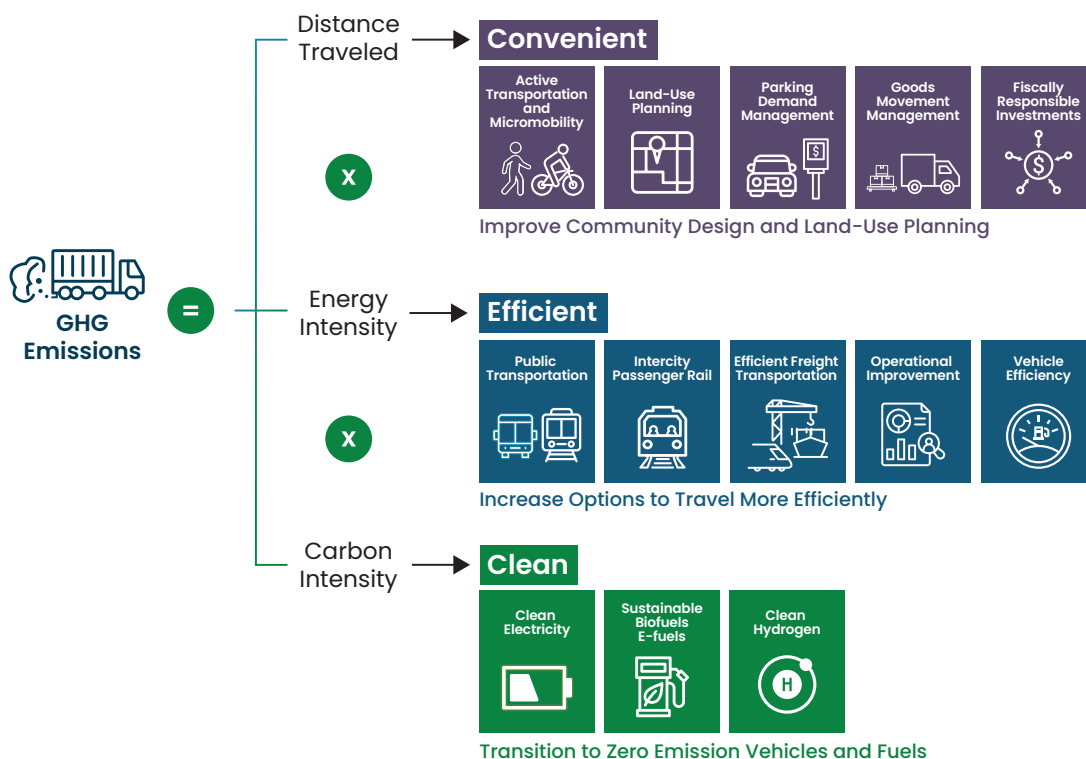 Distance
Traveled
Convenient
Active
Transportation
and
Micromobility
Land-Use
Planning
Parking
Demand
Management
$
Goods
Movement
Management
Fiscally
Responsible
Investments
$
X
Improve Community Design and Land-Use Planning
GHG
Emissions
=
Energy
Intensity
Efficient
Public
Transportation
Intercity
Passenger Rail
Efficient Freight
Transportation
Operational
Improvement
Vehicle
Efficiency
X
Increase Options to Travel More Efficiently
Carbon
Intensity
Clean
Clean
Electricity
Sustainable
Biofuels
E-fuels
Clean
Hydrogen
H
Transition to Zero Emission Vehicles and Fuels